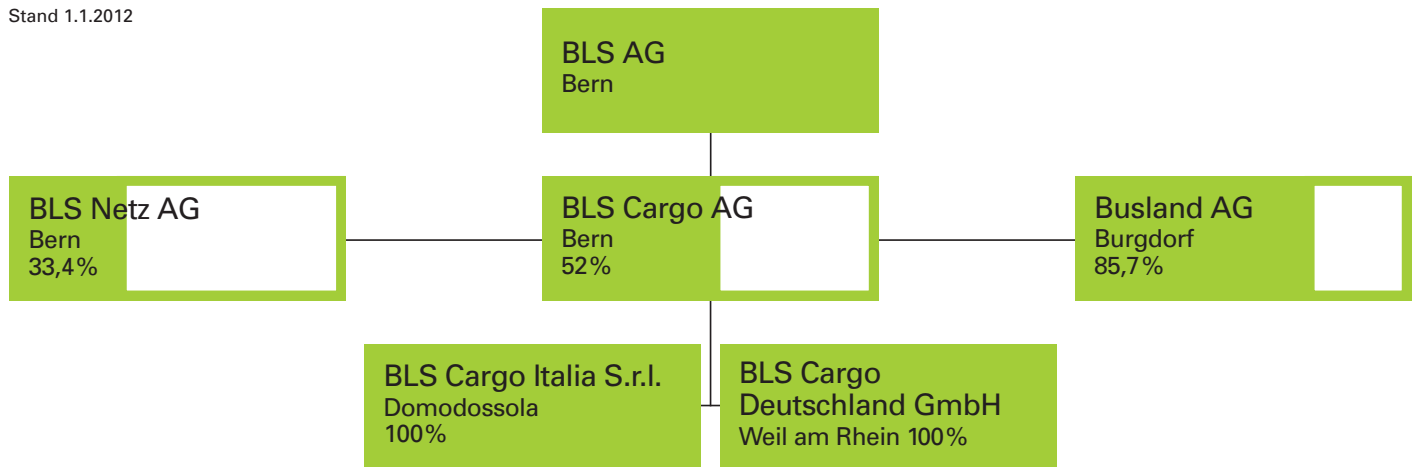 Stand 1.1.2012
BLS AG
Bern
BLS Netz AG
Bern
33,4%
BLS Cargo AG
Bern
52%
Busland AG
Burgdorf
85,7%
BLS Cargo Italia S.r.l.
Domodossola
100%
BLS Cargo
Deutschland GmbH
Weil am Rhein 100%